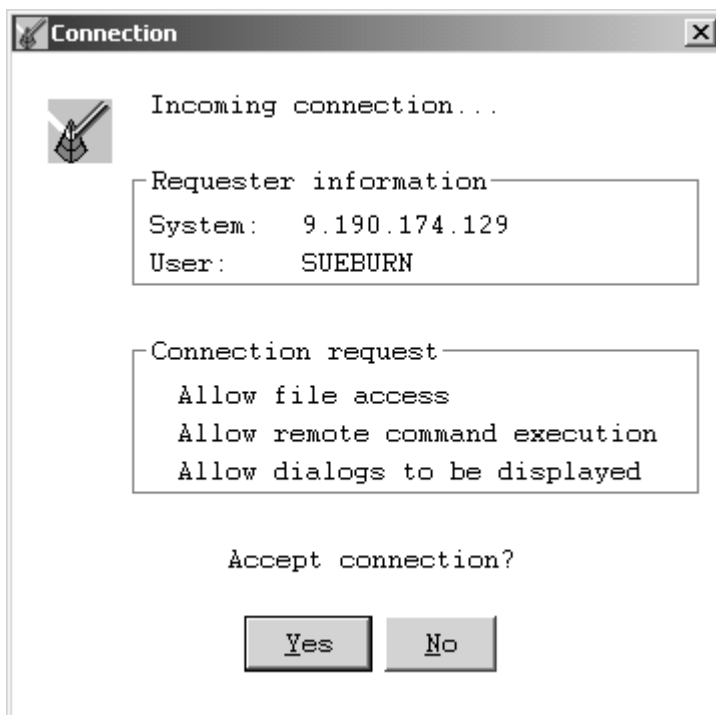 Connection
Incoming connection...
Requester information
System: 9.190.174.129
User: SUEBURN
Connection request
Allow file access
Allow remote command execution
Allow dialogs to be displayed
Accept connection?
Yes No